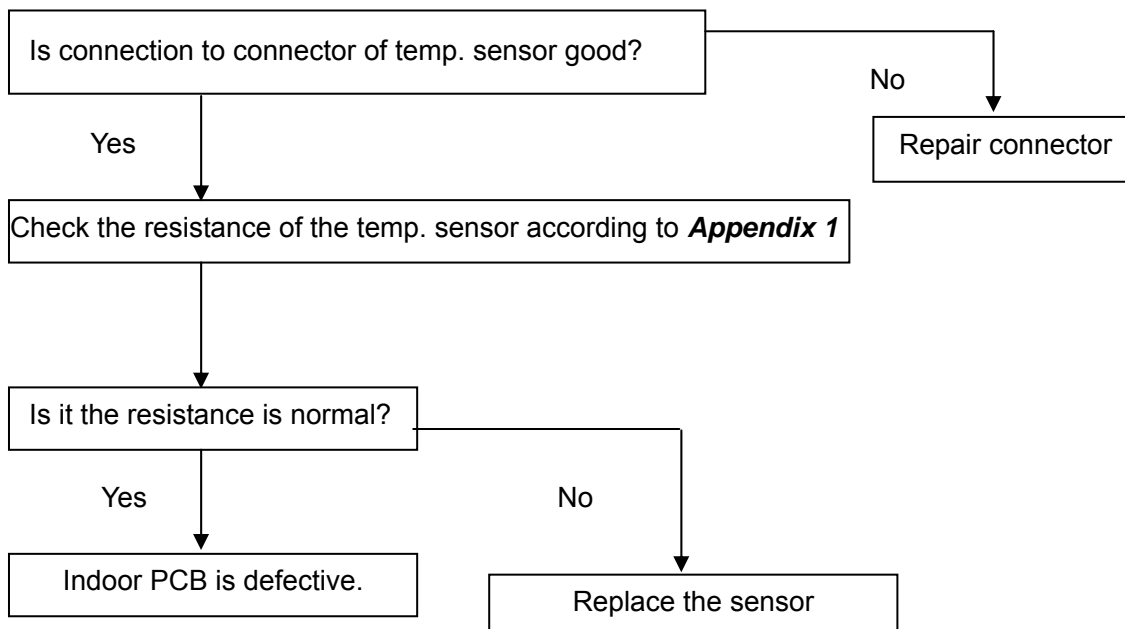 Is connection to connector of temp. sensor good?
No
Yes
Repair connector
Check the resistance of the temp. sensor according to Appendix 1
Is it the resistance is normal?
Yes
No
Indoor PCB is defective.
Replace the sensor